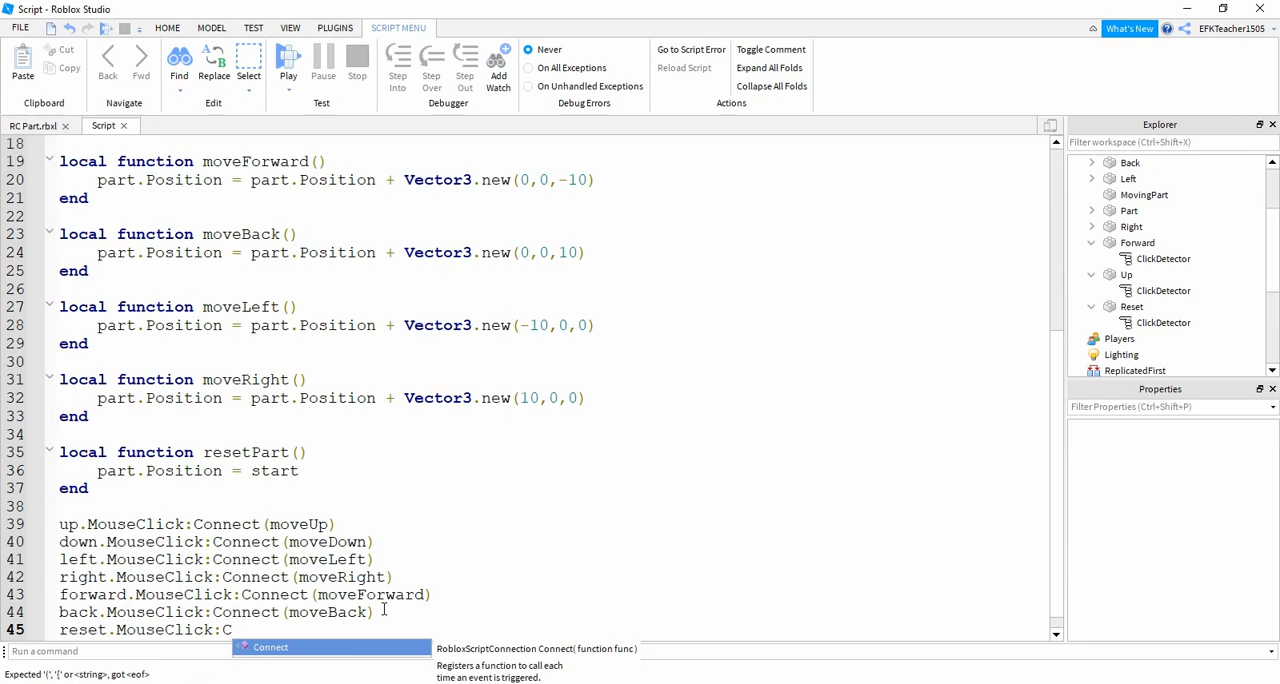 Script - Roblox Studio
FILE HOME MODEL TEST VIEW PLUGINS SCRIPT MENU What's New EFKTeacher1505
Paste Cut Copy Back Fwd Find Replace Select Play Pause Stop Step Into Step Over Step Out Add Watch
Never
On All Exceptions
On Unhandled Exceptions
Go to Script Error
Reload Script
Toggle Comment
Expand All Folds
Collapse All Folds
Clipboard Navigate Edit Test Debugger Debug Errors Actions
RC Part.rbxl Script
18
19 local function moveForward()
20 part.Position = part.Position + Vector3.new(0,0,-10)
21 end
22
23 local function moveBack()
24 part.Position = part.Position + Vector3.new(0,0,10)
25 end
26
27 local function moveLeft()
28 part.Position = part.Position + Vector3.new(-10,0,0)
29 end
30
31 local function moveRight()
32 part.Position = part.Position + Vector3.new(10,0,0)
33 end
34
35 local function resetPart()
36 part.Position = start
37 end
38
39 up.MouseClick:Connect(moveUp)
40 down.MouseClick:Connect(moveDown)
41 left.MouseClick:Connect(moveLeft)
42 right.MouseClick:Connect(moveRight)
43 forward.MouseClick:Connect(moveForward)
44 back.MouseClick:Connect(moveBack)
45 reset.MouseClick:C
Connect
RobloxScriptConnection Connect( function func )
Registers a function to call each
time an event is triggered.
Explorer
Filter workspace (Ctrl+Shift+X)
Back
Left
MovingPart
Part
Right
Forward
ClickDetector
Up
ClickDetector
Reset
ClickDetector
Players
Lighting
ReplicatedFirst
Properties
Filter Properties (Ctrl+Shift+P)
Run a command
Expected '(', '{' or <string>, got <eof>